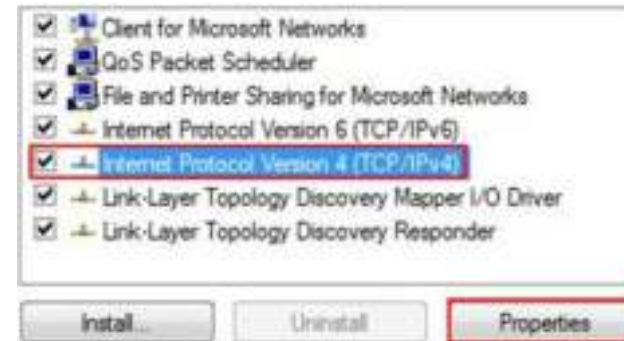 Client for Microsoft Networks
QoS Packet Scheduler
File and Printer Sharing for Microsoft Networks
Internet Protocol Version 6 (TCP/IPv6)
Internet Protocol Version 4 (TCP/IPv4)
Link-Layer Topology Discovery Mapper I/O Driver
Link-Layer Topology Discovery Responder
Install... Uninstall Properties